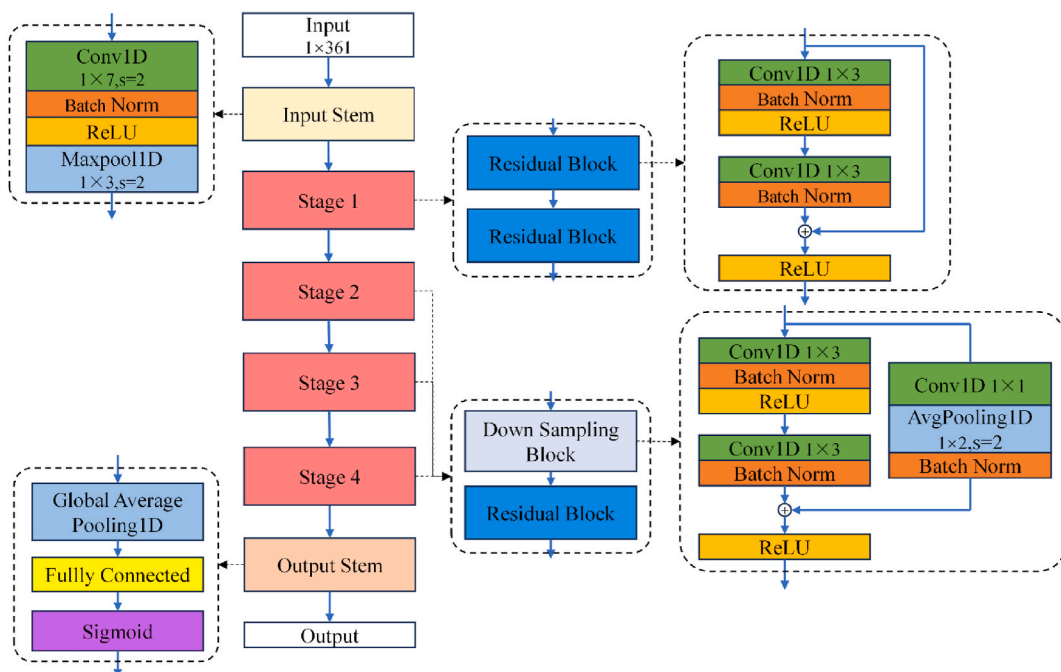 Conv1D
1×7,s=2
Batch Norm
ReLU
Maxpool1D
1×3,s=2
Input
1×361
Input Stem
Stage 1
Stage 2
Stage 3
Stage 4
Output Stem
Output
Global Average
Pooling1D
Fullly Connected
Sigmoid
Residual Block
Residual Block
Down Sampling
Block
Residual Block
Conv1D 1×3
Batch Norm
ReLU
Conv1D 1×3
Batch Norm
ReLU
Conv1D 1×3
Batch Norm
ReLU
Conv1D 1×3
Batch Norm
ReLU
Conv1D 1×1
AvgPooling1D
1×2,s=2
Batch Norm